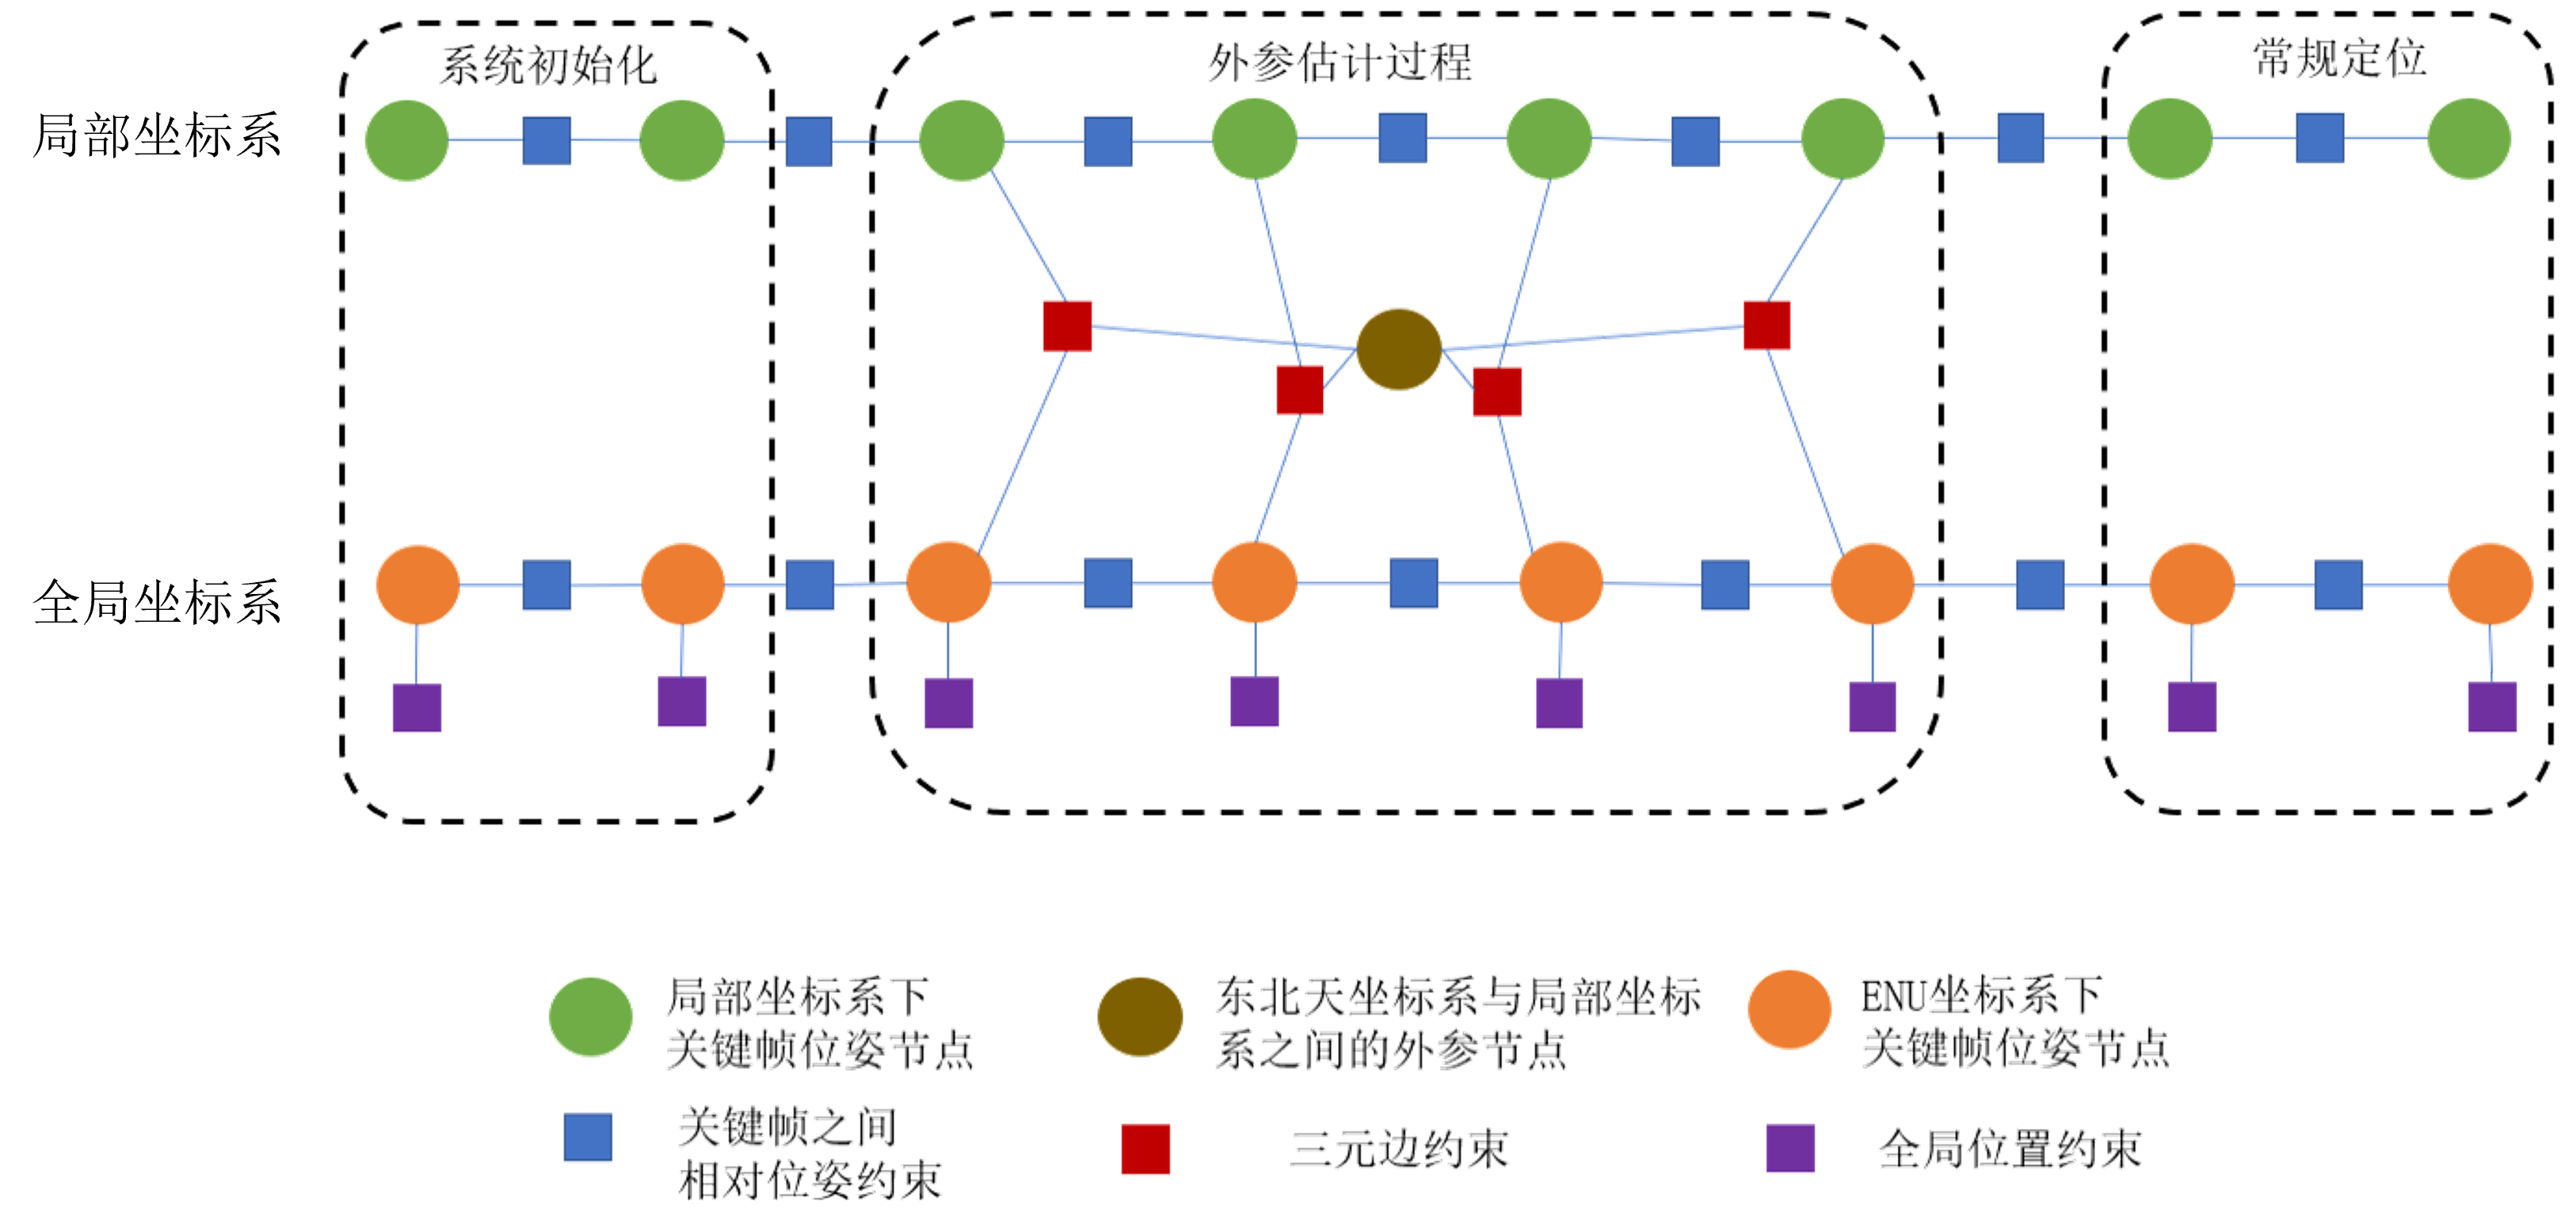 系统初始化
外参估计过程
常规定位
局部坐标系
全局坐标系
局部坐标系下
关键帧位姿节点
东北天坐标系与局部坐标
系之间的外参节点
ENU坐标系下
关键帧位姿节点
关键帧之间
相对位姿约束
三元边约束
全局位置约束